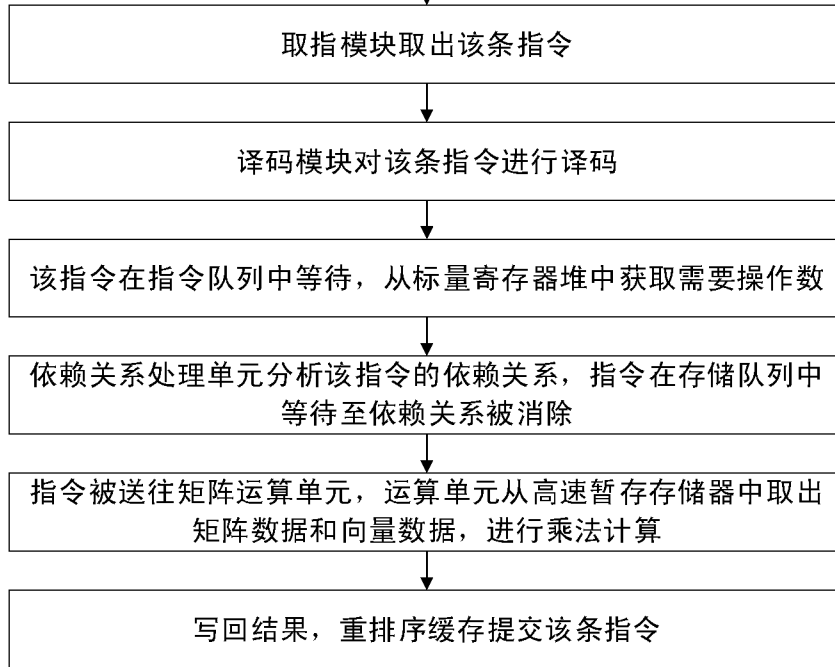 取指模块取出该条指令
译码模块对该条指令进行译码
该指令在指令队列中等待，从标量寄存器堆中获取需要操作数
依赖关系处理单元分析该指令的依赖关系，指令在存储队列中
等待至依赖关系被消除
指令被送往矩阵运算单元，运算单元从高速暂存存储器中取出
矩阵数据和向量数据，进行乘法计算
写回结果，重排序缓存提交该条指令